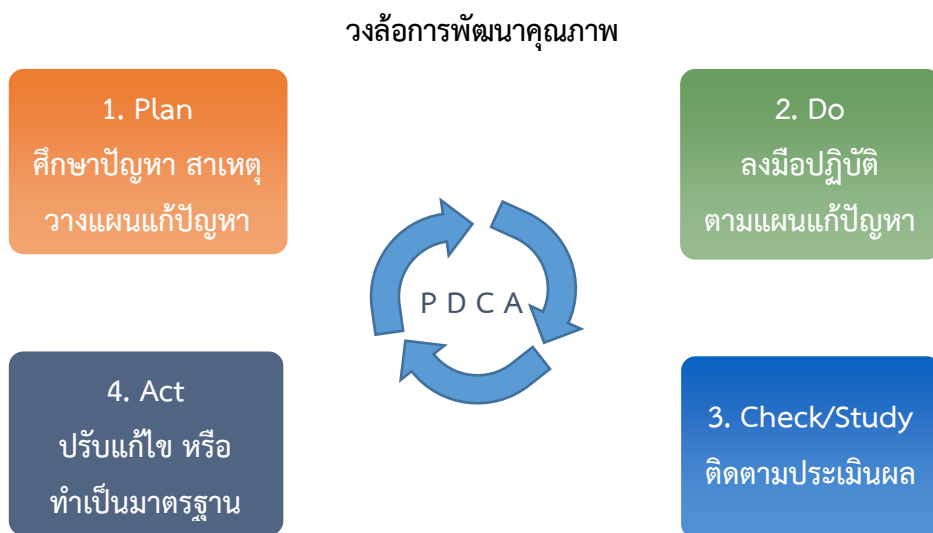 วงล้อการพัฒนาคุณภาพ
1. Plan
ศึกษาปัญหา สาเหตุ
วางแผนแก้ปัญหา
2. Do
ลงมือปฏิบัติ
ตามแผนแก้ปัญหา
P D C A
4. Act
ปรับแก้ไข หรือ
ทำเป็นมาตรฐาน
3. Check/Study
ติดตามประเมินผล